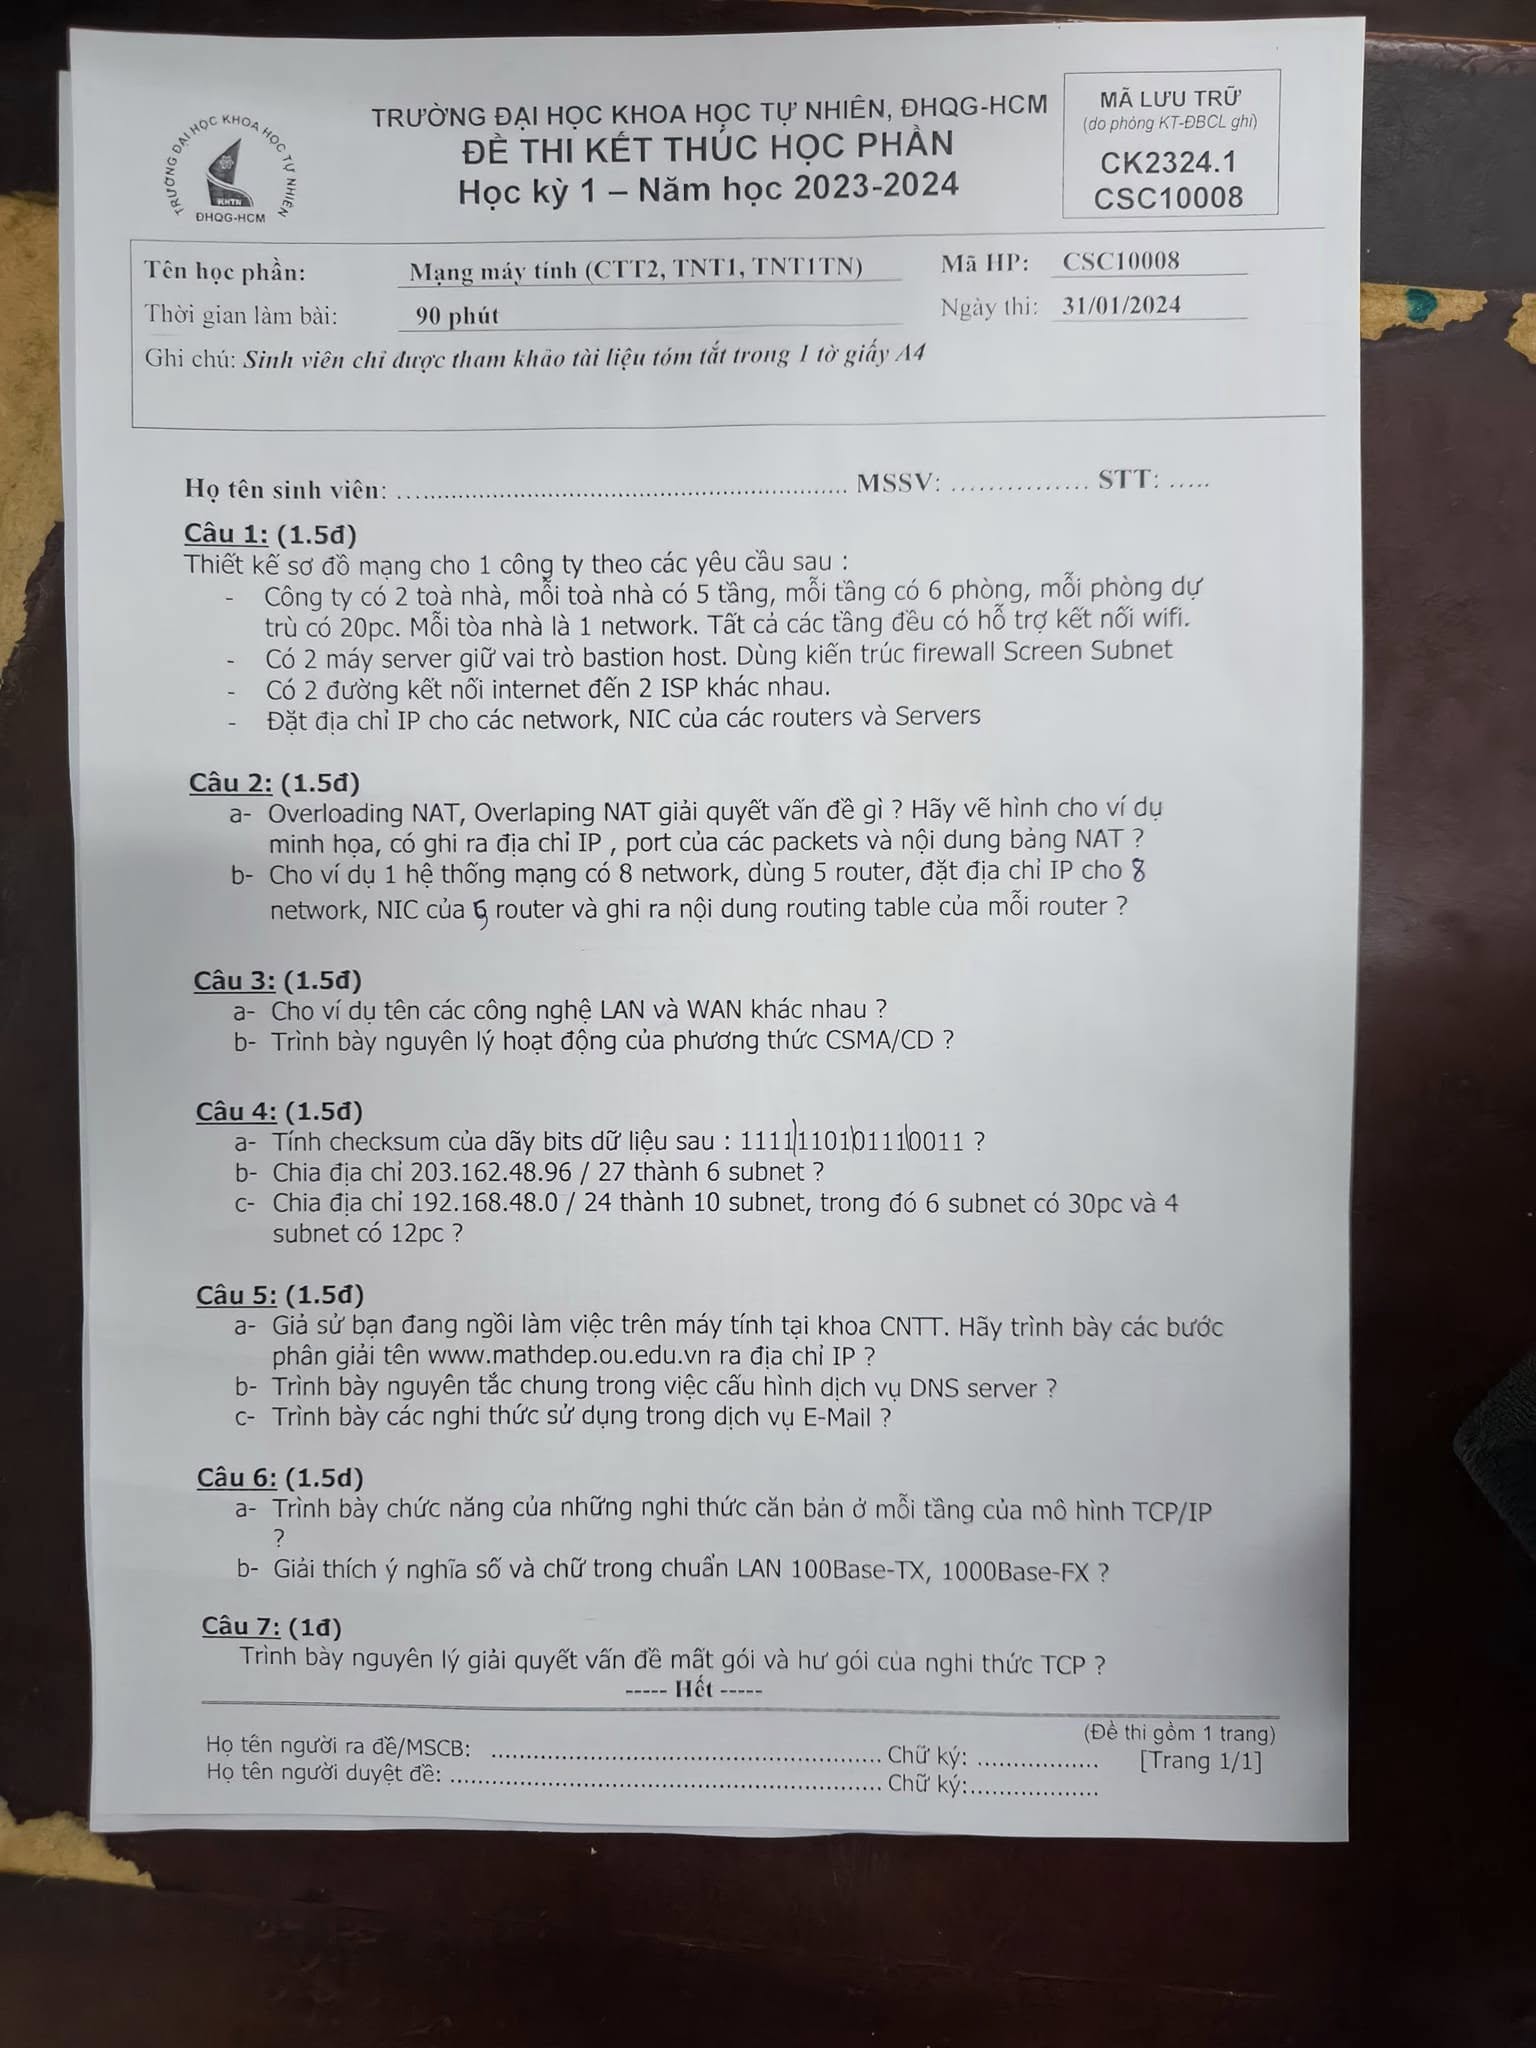 TRƯỜNG ĐẠI HỌC KHOA HỌC TỰ NHIÊN
KHTN
ĐHQG-HCM
TRƯỜNG ĐẠI HỌC KHOA HỌC TỰ NHIÊN, ĐHQG-HCM
ĐỀ THI KẾT THÚC HỌC PHẦN
Học kỳ 1 – Năm học 2023-2024
MÃ LƯU TRỮ
(do phòng KT-ĐBCL ghi)
CK2324.1
CSC10008
Tên học phần: Mạng máy tính (CTT2, TNT1, TNT1TN) Mã HP: CSC10008
Thời gian làm bài: 90 phút Ngày thi: 31/01/2024
Ghi chú: Sinh viên chỉ được tham khảo tài liệu tóm tắt trong 1 tờ giấy A4
Họ tên sinh viên: ........................................................................ MSSV: ................ STT: .....
Câu 1: (1.5đ)
Thiết kế sơ đồ mạng cho 1 công ty theo các yêu cầu sau :
- Công ty có 2 toà nhà, mỗi toà nhà có 5 tầng, mỗi tầng có 6 phòng, mỗi phòng dự
trù có 20pc. Mỗi tòa nhà là 1 network. Tất cả các tầng đều có hỗ trợ kết nối wifi.
- Có 2 máy server giữ vai trò bastion host. Dùng kiến trúc firewall Screen Subnet
- Có 2 đường kết nối internet đến 2 ISP khác nhau.
- Đặt địa chỉ IP cho các network, NIC của các routers và Servers
Câu 2: (1.5đ)
a- Overloading NAT, Overlaping NAT giải quyết vấn đề gì ? Hãy vẽ hình cho ví dụ
minh họa, có ghi ra địa chỉ IP , port của các packets và nội dung bảng NAT ?
b- Cho ví dụ 1 hệ thống mạng có 8 network, dùng 5 router, đặt địa chỉ IP cho 8
network, NIC của 5 router và ghi ra nội dung routing table của mỗi router ?
Câu 3: (1.5đ)
a- Cho ví dụ tên các công nghệ LAN và WAN khác nhau ?
b- Trình bày nguyên lý hoạt động của phương thức CSMA/CD ?
Câu 4: (1.5đ)
a- Tính checksum của dãy bits dữ liệu sau : 1111110101110011 ?
b- Chia địa chỉ 203.162.48.96 / 27 thành 6 subnet ?
c- Chia địa chỉ 192.168.48.0 / 24 thành 10 subnet, trong đó 6 subnet có 30pc và 4
subnet có 12pc ?
Câu 5: (1.5đ)
a- Giả sử bạn đang ngồi làm việc trên máy tính tại khoa CNTT. Hãy trình bày các bước
phân giải tên www.mathdep.ou.edu.vn ra địa chỉ IP ?
b- Trình bày nguyên tắc chung trong việc cấu hình dịch vụ DNS server ?
c- Trình bày các nghi thức sử dụng trong dịch vụ E-Mail ?
Câu 6: (1.5d)
a- Trình bày chức năng của những nghi thức căn bản ở mỗi tầng của mô hình TCP/IP
?
b- Giải thích ý nghĩa số và chữ trong chuẩn LAN 100Base-TX, 1000Base-FX ?
Câu 7: (1đ)
Trình bày nguyên lý giải quyết vấn đề mất gói và hư gói của nghi thức TCP ?
----- Hết -----
(Đề thi gồm 1 trang)
Họ tên người ra đề/MSCB: ........................................................ Chữ ký: .................. [Trang 1/1]
Họ tên người duyệt đề: .............................................................. Chữ ký:...................